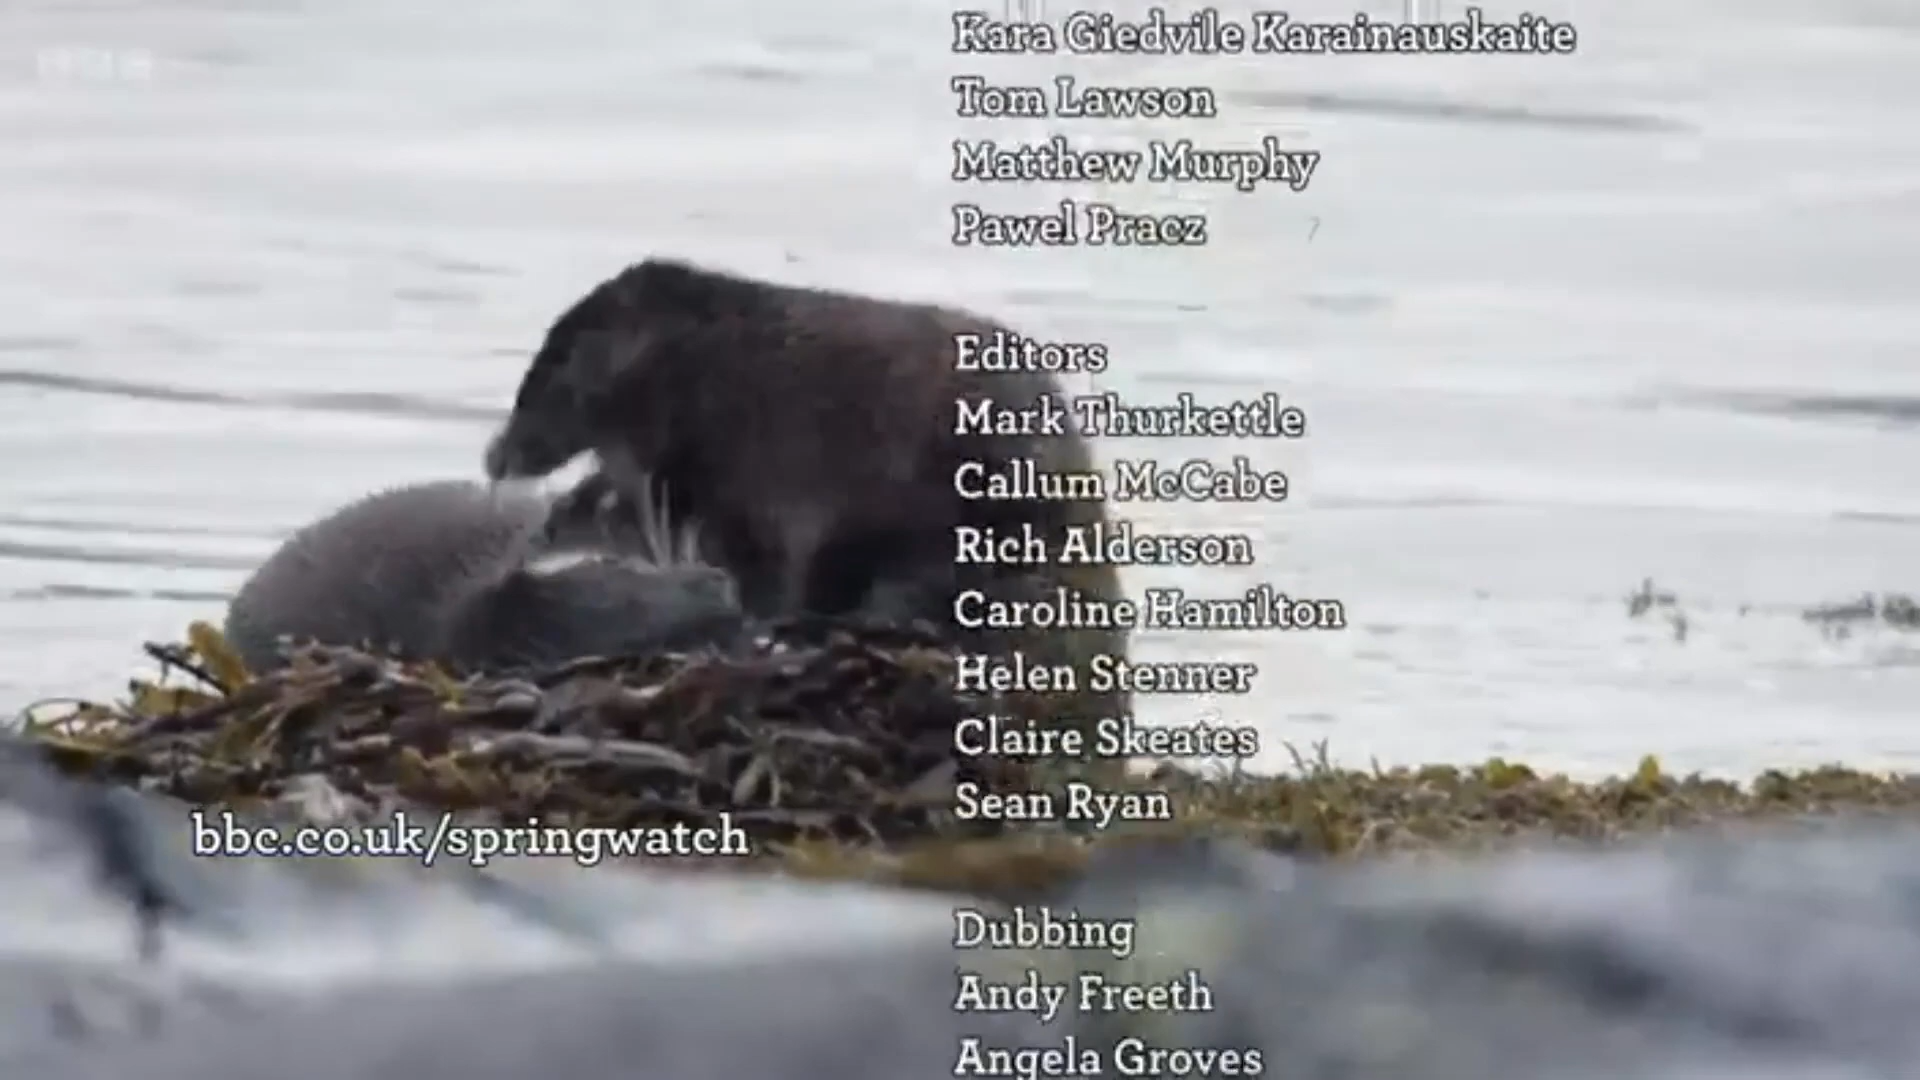 Kara Giedvile Karainauskaite
Tom Lawson
Matthew Murphy
Pawel Pracz
Editors
Mark Thurkettle
Callum McCabe
Rich Alderson
Caroline Hamilton
Helen Stenner
Claire Skeates
Sean Ryan
bbc.co.uk/springwatch
Dubbing
Andy Freeth
Angela Groves